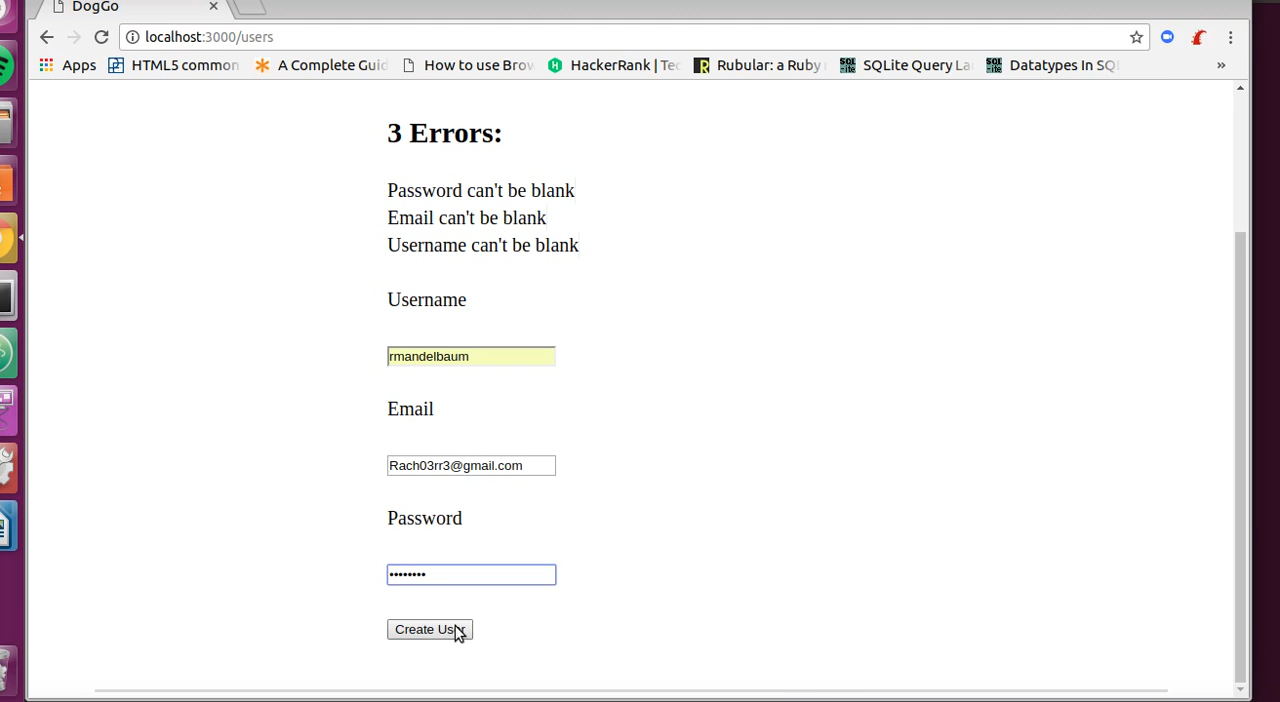 DogGo
localhost:3000/users
Apps HTML5 common A Complete Guid How to use Brow HackerRank | Tec Rubular: a Ruby SQLite Query La Datatypes In SQ
3 Errors:
Password can't be blank
Email can't be blank
Username can't be blank
Username
rmandelbaum
Email
Rach03rr3@gmail.com
Password
••••••••
Create User